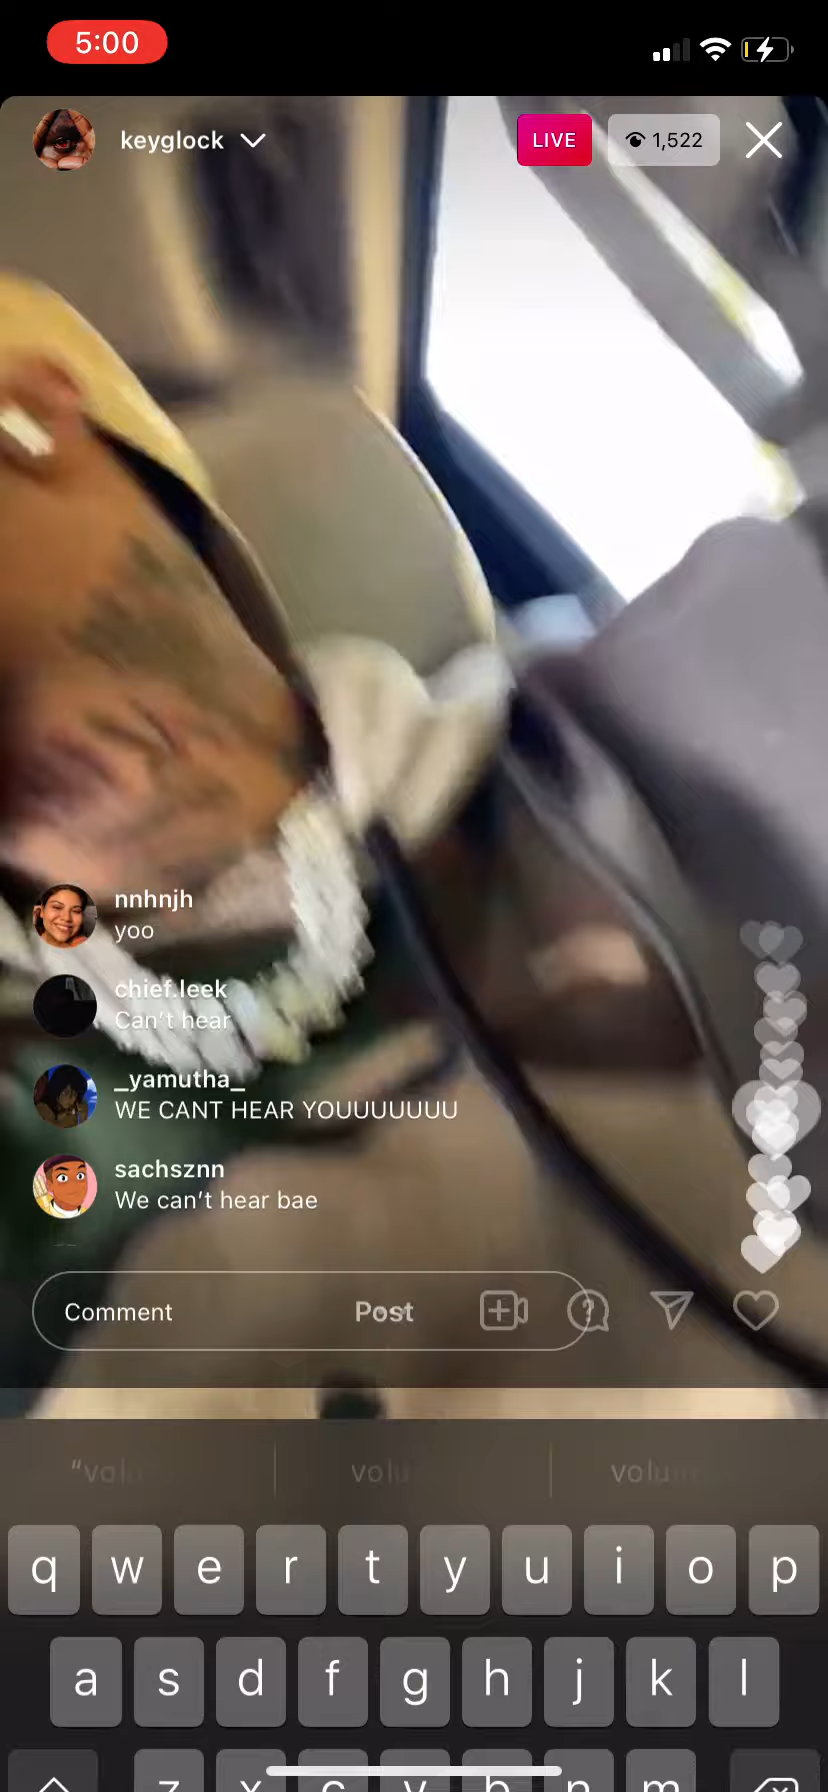 5:00
keyglock
LIVE
1,522
nnhnjh
yoo
chief.leek
Can't hear
_yamutha_
WE CANT HEAR YOUUUUUUU
sachsznn
We can't hear bae
Comment
Post
q w e r t y u i o p
a s d f g h j k l
z x c v b n m